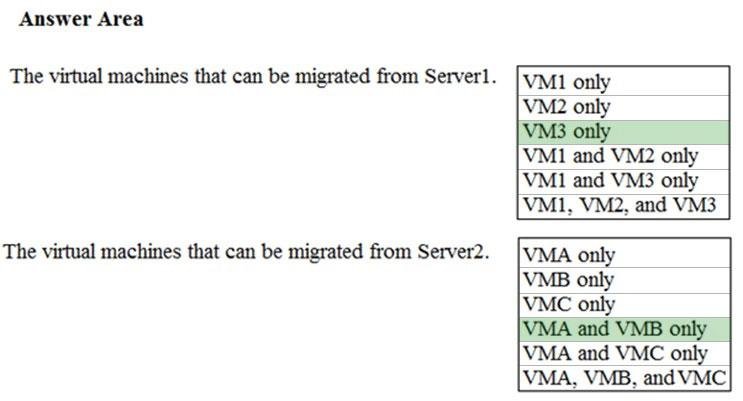 Answer Area
The virtual machines that can be migrated from Server1.
VM1 only
VM2 only
VM3 only
VM1 and VM2 only
VM1 and VM3 only
VM1, VM2, and VM3
The virtual machines that can be migrated from Server2.
VMA only
VMB only
VMC only
VMA and VMB only
VMA and VMC only
VMA, VMB, and VMC